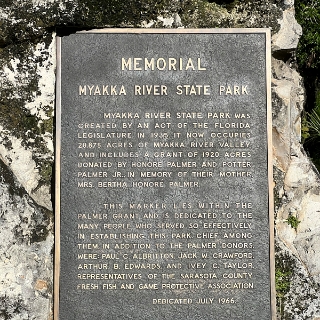 MEMORIAL
MYAKKA RIVER STATE PARK
MYAKKA RIVER STATE PARK WAS
CREATED BY AN ACT OF THE FLORIDA
LEGISLATURE IN 1935. IT NOW OCCUPIES
28,875 ACRES OF MYAKKA RIVER VALLEY
AND INCLUDES A GRANT OF 1920 ACRES
DONATED BY HONORE PALMER AND POTTER
PALMER JR., IN MEMORY OF THEIR MOTHER,
MRS. BERTHA HONORE PALMER.
THIS MARKER LIES WITHIN THE
PALMER GRANT AND IS DEDICATED TO THE
MANY PEOPLE WHO SERVED SO EFFECTIVELY
IN ESTABLISHING THIS PARK. CHIEF AMONG
THEM IN ADDITION TO THE PALMER DONORS,
WERE: PAUL C. ALBRITTON, JACK W. CRAWFORD,
ARTHUR B. EDWARDS, AND IVEY C. TAYLOR,
REPRESENTATIVES OF THE SARASOTA COUNTY
FRESH FISH AND GAME PROTECTIVE ASSOCIATION.
DEDICATED JULY 1966.